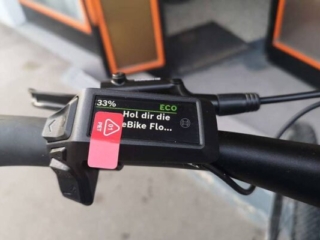 33% ECO
Hol dir die
eBike Flo...